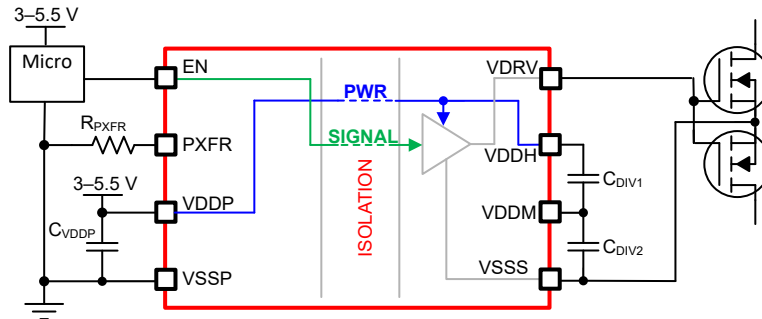 3–5.5 V
Micro
EN
PWR
VDRV
RPXFR
PXFR
SIGNAL
VDDH
3–5.5 V
CDIV1
CVDDP
VDDP
ISOLATION
VDDM
CDIV2
VSSP
VSSS